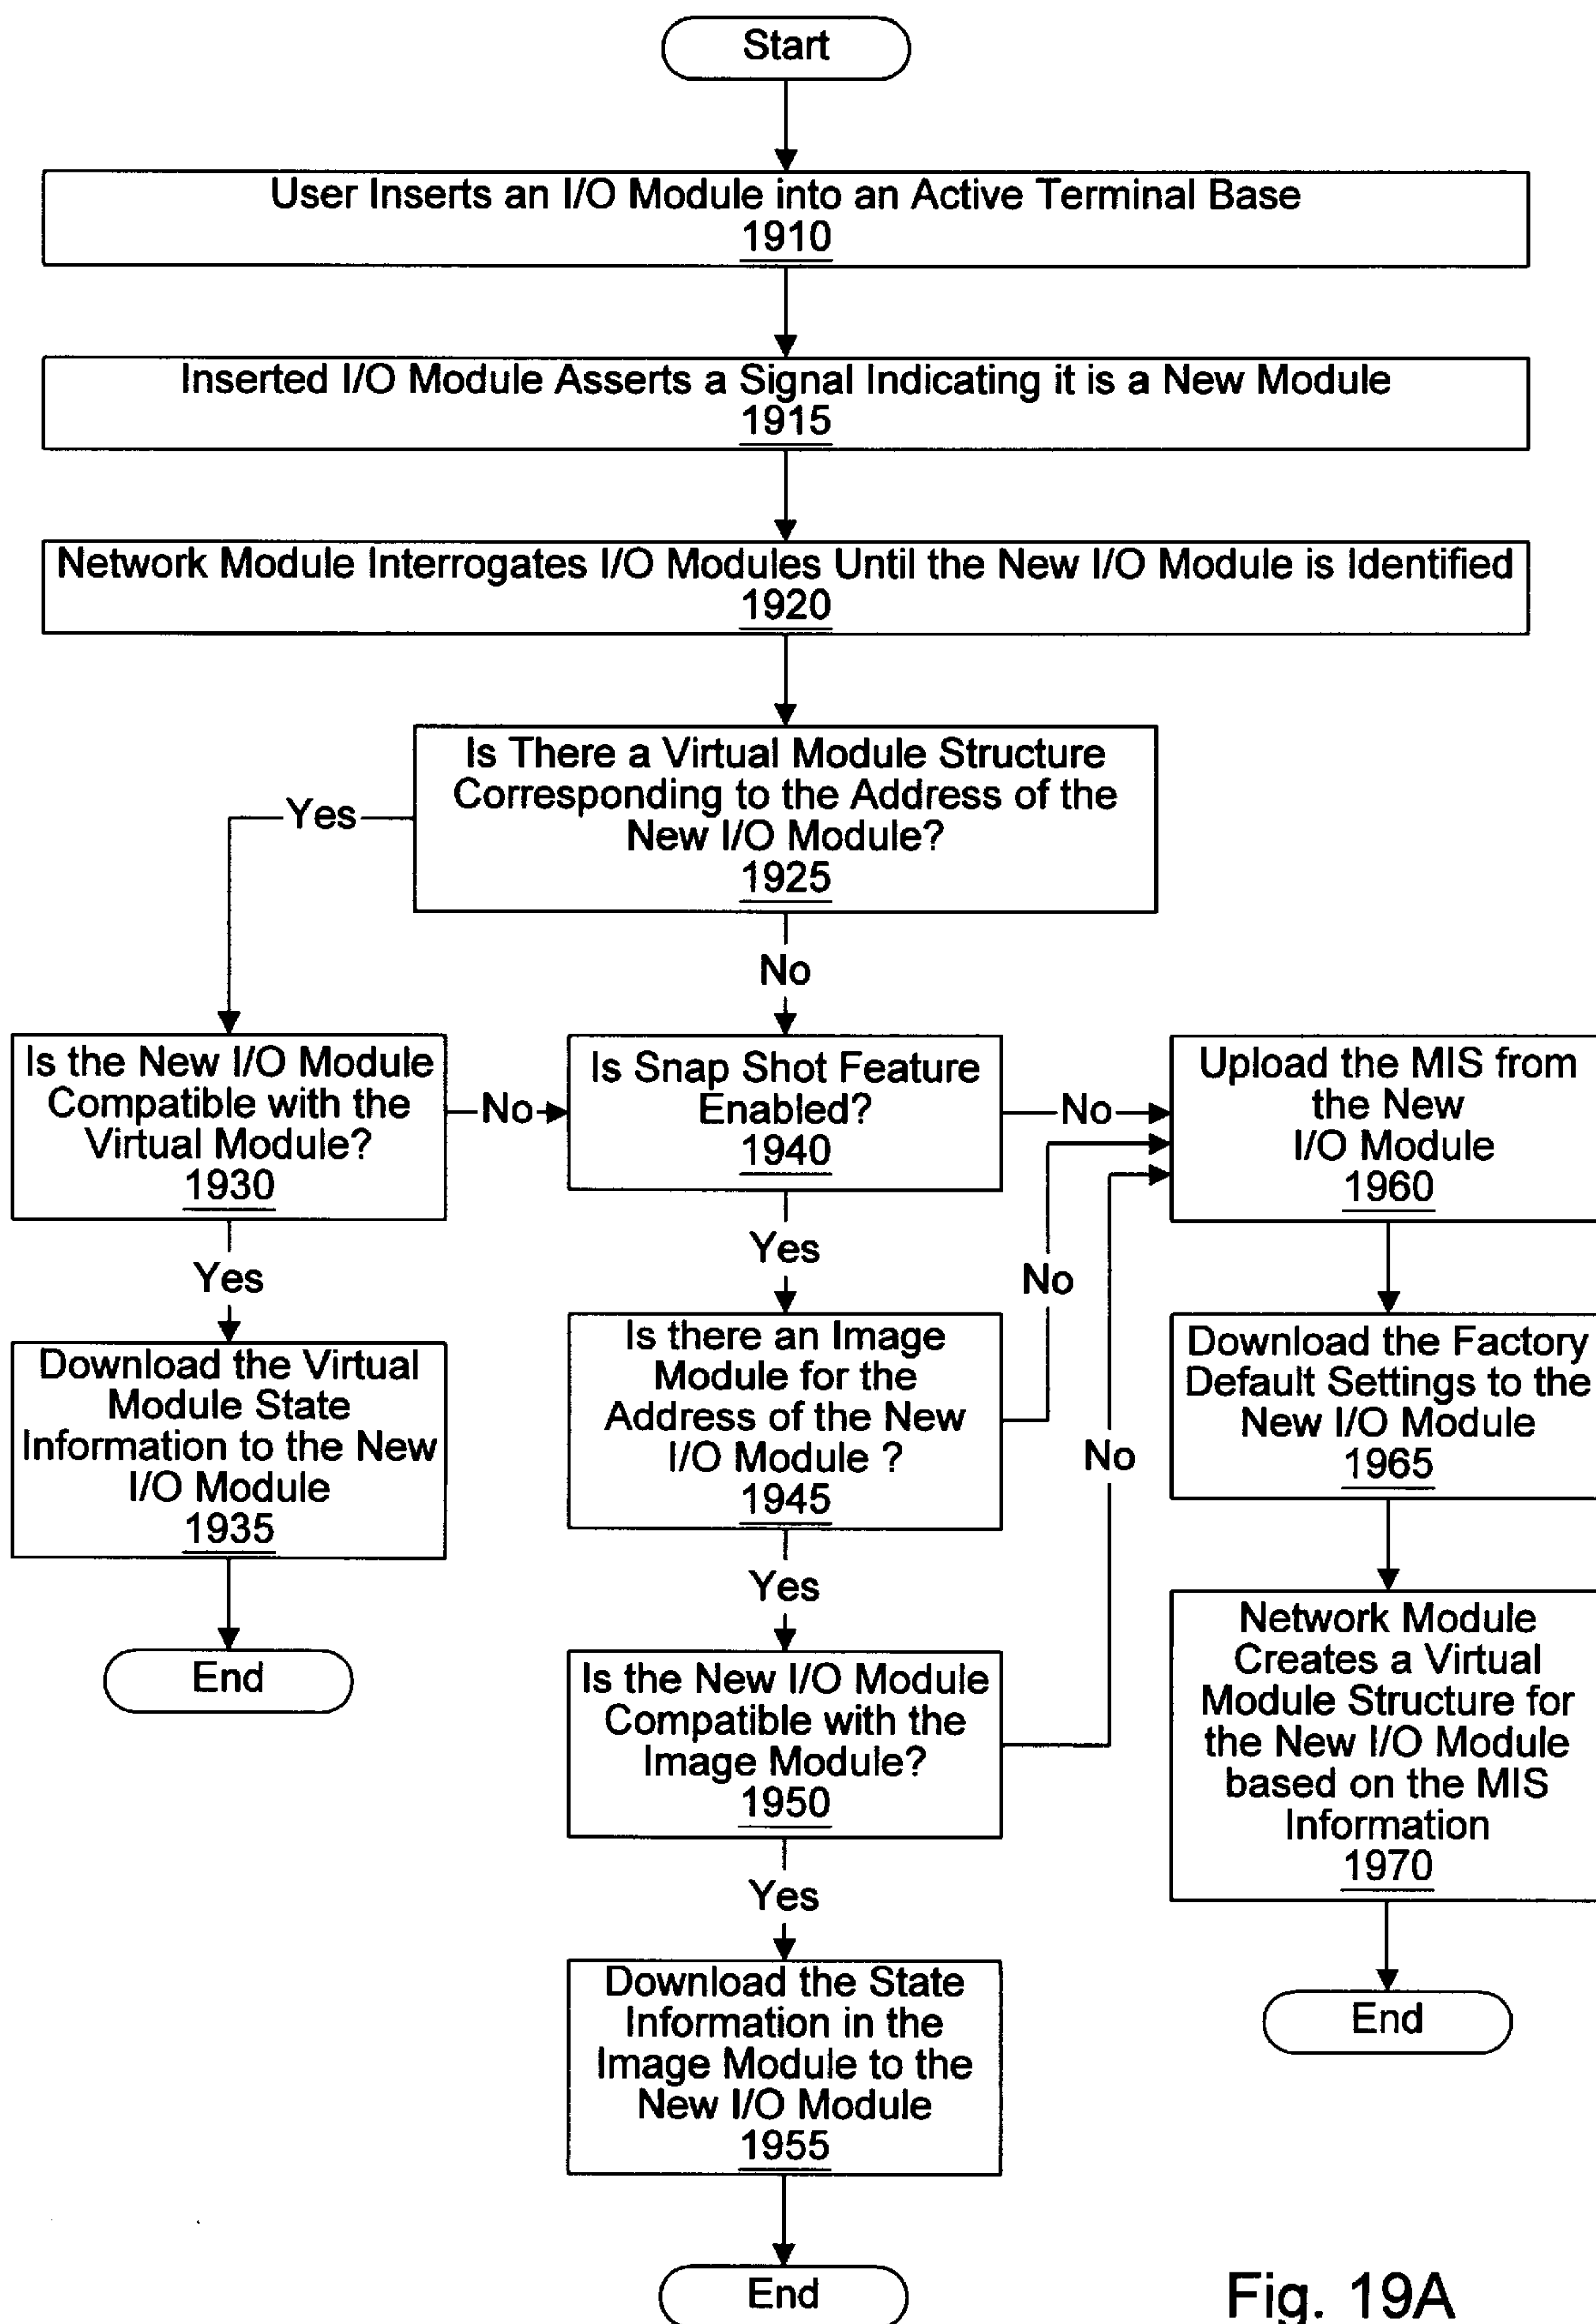 Start
User Inserts an I/O Module into an Active Terminal Base
1910
Inserted I/O Module Asserts a Signal Indicating it is a New Module
1915
Network Module Interrogates I/O Modules Until the New I/O Module is Identified
1920
Is There a Virtual Module Structure
Corresponding to the Address of the
New I/O Module?
1925
Yes
No
Is the New I/O Module
Compatible with the
Virtual Module?
1930
No
Yes
Download the Virtual
Module State
Information to the New
I/O Module
1935
End
Is Snap Shot Feature
Enabled?
1940
No
Yes
Is there an Image
Module for the
Address of the New
I/O Module ?
1945
No
Yes
Is the New I/O Module
Compatible with the
Image Module?
1950
No
Yes
Download the State
Information in the
Image Module to the
New I/O Module
1955
End
Upload the MIS from
the New
I/O Module
1960
Download the Factory
Default Settings to the
New I/O Module
1965
Network Module
Creates a Virtual
Module Structure for
the New I/O Module
based on the MIS
Information
1970
End
Fig. 19A